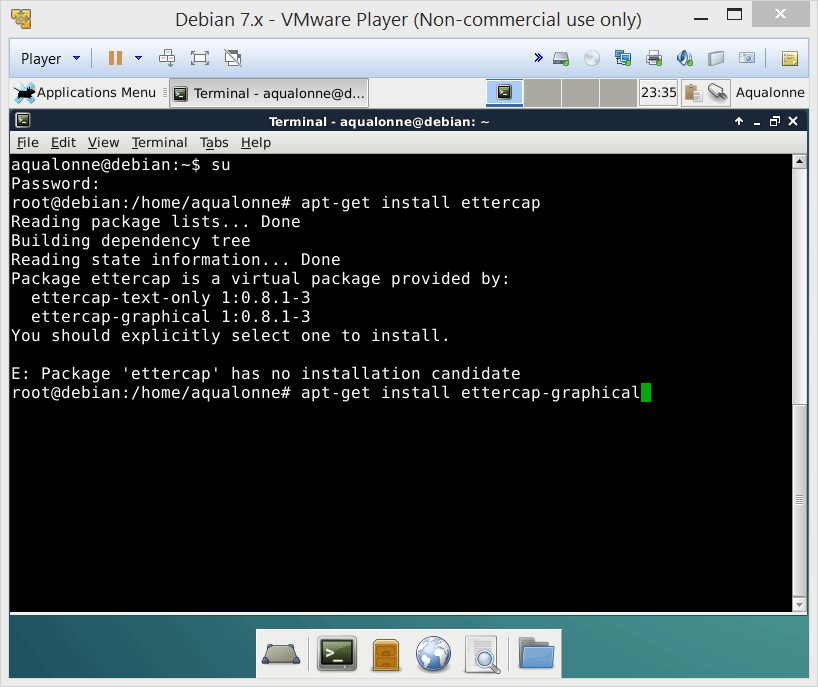 Debian 7.x - VMware Player (Non-commercial use only)
Player
Applications Menu
Terminal - aqualonne@d...
23:35
Aqualonne
Terminal - aqualonne@debian: ~
File Edit View Terminal Tabs Help
aqualonne@debian:~$ su
Password:
root@debian:/home/aqualonne# apt-get install ettercap
Reading package lists... Done
Building dependency tree
Reading state information... Done
Package ettercap is a virtual package provided by:
  ettercap-text-only 1:0.8.1-3
  ettercap-graphical 1:0.8.1-3
You should explicitly select one to install.
E: Package 'ettercap' has no installation candidate
root@debian:/home/aqualonne# apt-get install ettercap-graphical